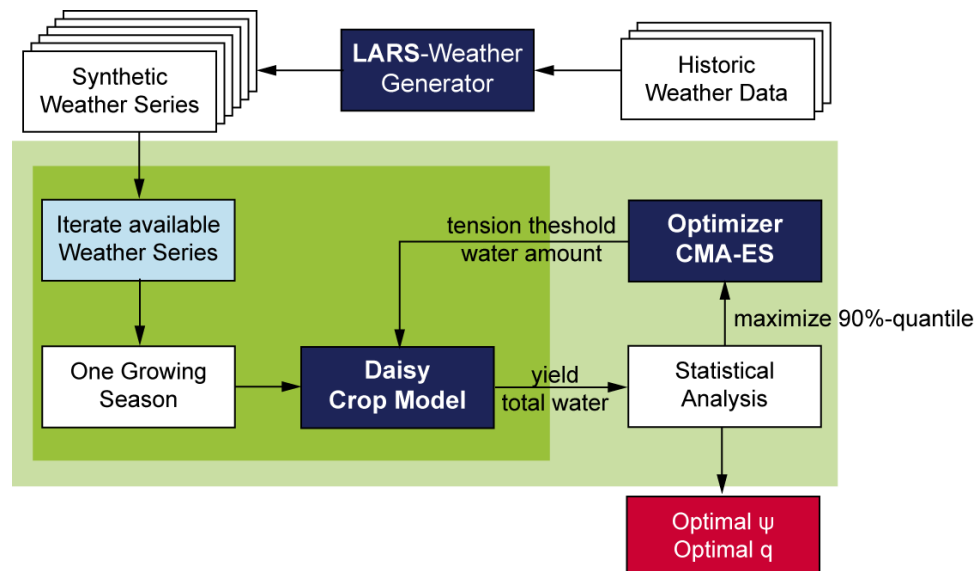 Synthetic
Weather Series
LARS-Weather
Generator
Historic
Weather Data
Iterate available
Weather Series
tension theshold
water amount
Optimizer
CMA-ES
maximize 90%-quantile
One Growing
Season
Daisy
Crop Model
yield
total water
Statistical
Analysis
Optimal ψ
Optimal q